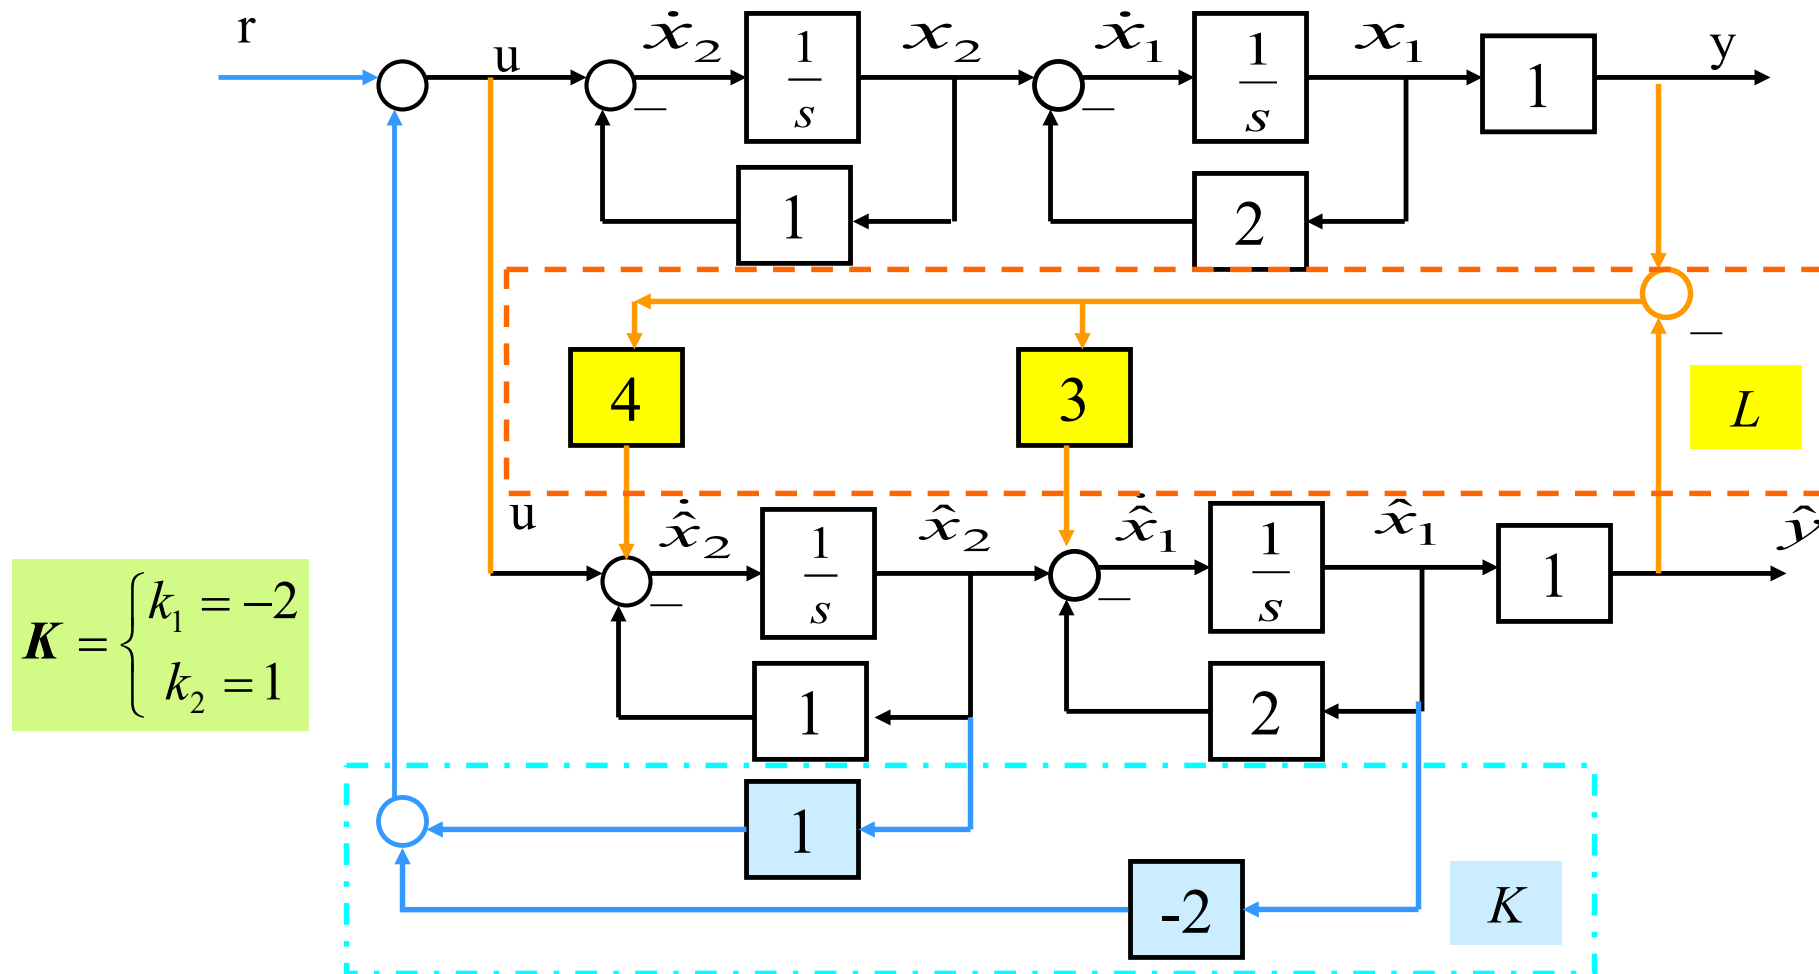 r
u
ẋ₂
1/s
x₂
ẋ₁
1/s
x₁
1
y
−
−
1
2
4
3
−
L
u
x̂̇₂
1/s
x̂₂
x̂̇₁
1/s
x̂₁
1
ŷ
−
−
K = { k₁ = −2
k₂ = 1
1
2
1
-2
K